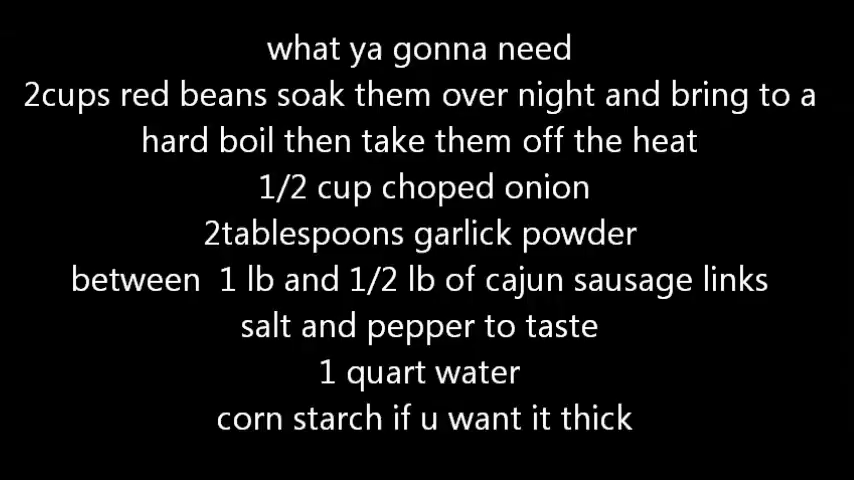 what ya gonna need
2cups red beans soak them over night and bring to a
hard boil then take them off the heat
1/2 cup choped onion
2tablespoons garlick powder
between  1 lb and 1/2 lb of cajun sausage links
salt and pepper to taste
1 quart water
corn starch if u want it thick